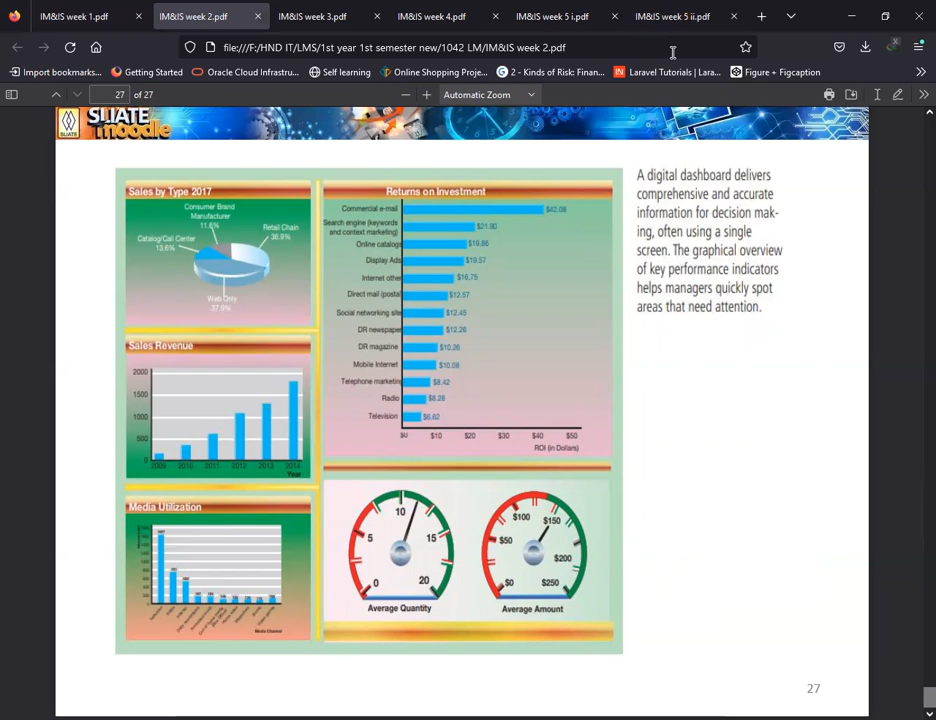 IM&IS week 1.pdf
IM&IS week 2.pdf
IM&IS week 3.pdf
IM&IS week 4.pdf
IM&IS week 5 i.pdf
IM&IS week 5 ii.pdf
file:///F:/HND IT/LMS/1st year 1st semester new/1042 LM/IM&IS week 2.pdf
Import bookmarks...
Getting Started
Oracle Cloud Infrastru...
Self learning
Online Shopping Proje...
2 - Kinds of Risk: Finan...
Laravel Tutorials | Lara...
Figure + Figcaption
27 of 27
Automatic Zoom
SLIATE
SLIATE
moodle
Sales by Type 2017
Consumer Brand
Manufacturer
11.6%
Retail Chain
36.9%
Catalog/Call Center
13.6%
Web Only
37.9%
Returns on Investment
Commercial e-mail
$42.08
Search engine (keywords
and context marketing)
$21.90
Online catalogs
$19.86
Display Ads
$19.57
Internet other
$16.75
Direct mail (postal
$12.57
Social networking site
$12.45
DR newspaper
$12.26
DR magazine
$10.26
Mobile Internet
$10.08
Telephone marketing
$8.42
Radio
$8.28
Television
$6.62
$0 $10 $20 $30 $40 $50
ROI (in Dollars)
Sales Revenue
2000
1500
1000
500
0
2009 2010 2011 2012 2013 2014
Year
Media Utilization
Media Channel
0 5 10 15 20
Average Quantity
$0 $50 $100 $150 $200 $250
Average Amount
A digital dashboard delivers
comprehensive and accurate
information for decision mak-
ing, often using a single
screen. The graphical overview
of key performance indicators
helps managers quickly spot
areas that need attention.
27